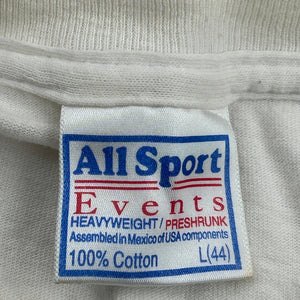 All Sport
Events
HEAVYWEIGHT/PRESHRUNK
Assembled in Mexico of USA components
100% Cotton L(44)